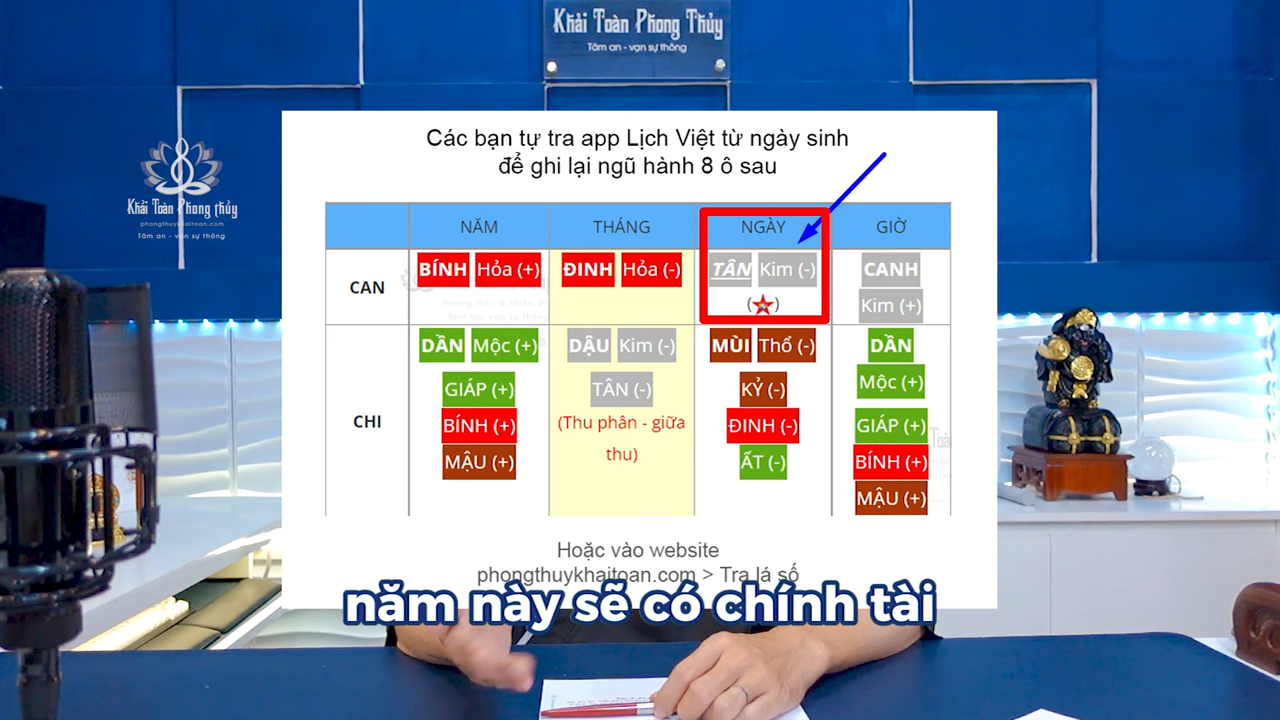 Khải Toàn Phong Thủy
Tâm an - vạn sự thông
Khải Toàn Phong thủy
phongthuykhaitoan.com
Tâm an - vạn sự thông
Các bạn tự tra app Lịch Việt từ ngày sinh
để ghi lại ngũ hành 8 ô sau
NĂM THÁNG NGÀY GIỜ
CAN
BÍNH Hỏa (+) ĐINH Hỏa (-) TÂN Kim (-) CANH
Kim (+)
CHI
DẦN Mộc (+) DẬU Kim (-) MÙI Thổ (-) DẦN
Mộc (+)
GIÁP (+) TÂN (-) KỶ (-)
BÍNH (+) (Thu phân - giữa thu) ĐINH (-) GIÁP (+)
MẬU (+) ẤT (-) BÍNH (+)
MẬU (+)
Hoặc vào website
phongthuykhaitoan.com > Tra lá số
năm này sẽ có chính tài